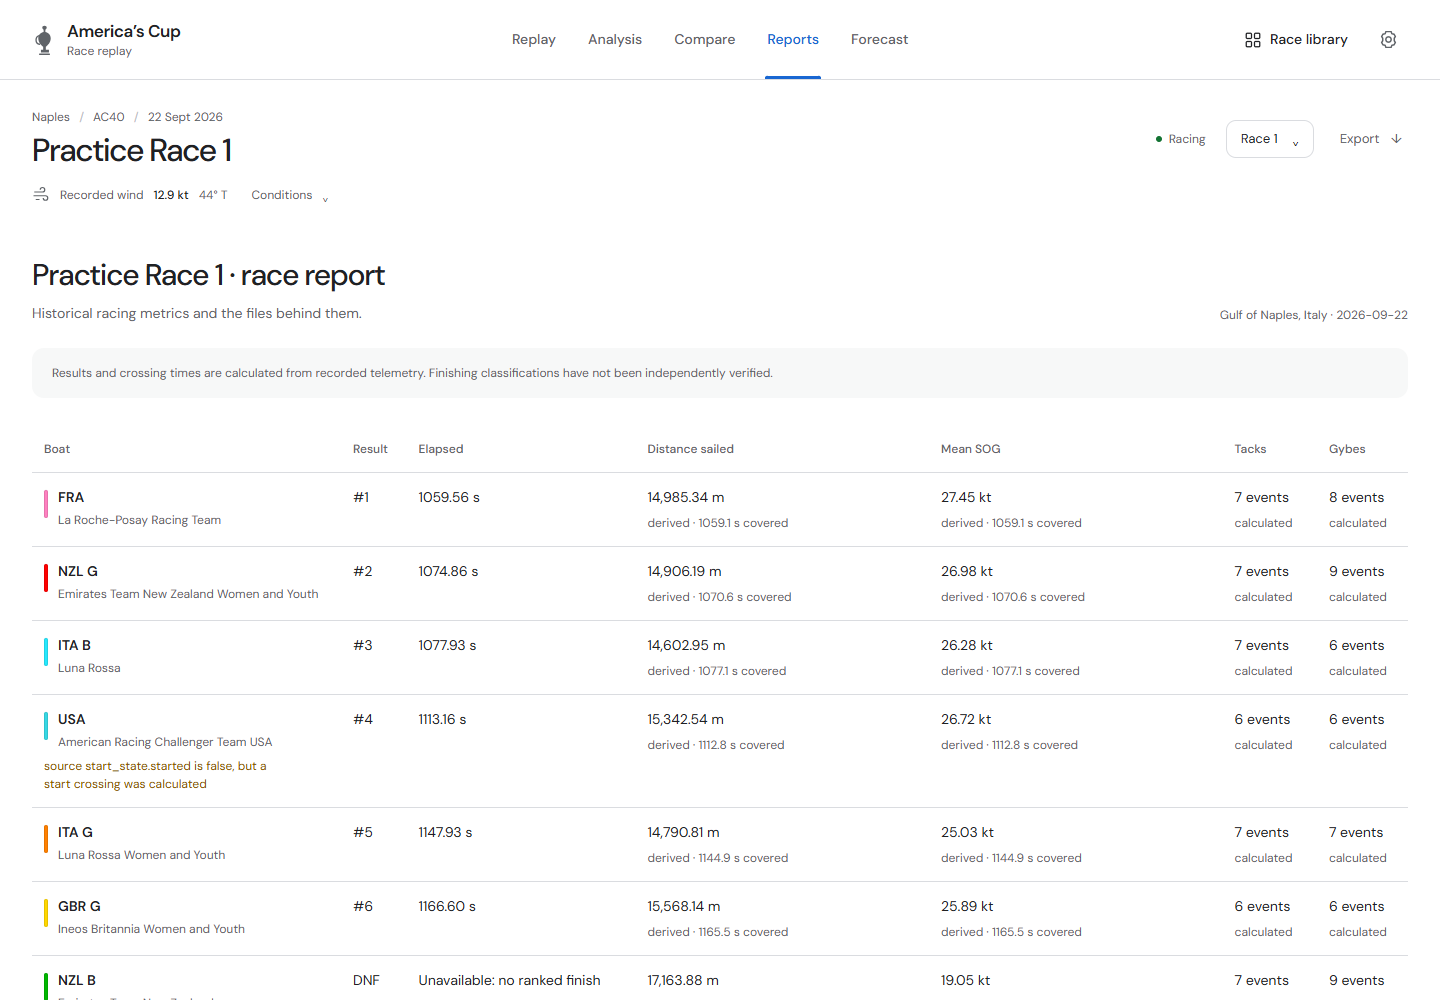 America's Cup
Race replay
Replay Analysis Compare Reports Forecast
Race library
Naples / AC40 / 22 Sept 2026
Practice Race 1
Racing Race 1 Export
Recorded wind 12.9 kt 44° T Conditions
Practice Race 1 · race report
Historical racing metrics and the files behind them.
Gulf of Naples, Italy · 2026-09-22
Results and crossing times are calculated from recorded telemetry. Finishing classifications have not been independently verified.
Boat Result Elapsed Distance sailed Mean SOG Tacks Gybes
FRA #1 1059.56 s 14,985.34 m 27.45 kt 7 events 8 events
La Roche-Posay Racing Team derived · 1059.1 s covered derived · 1059.1 s covered calculated calculated
NZL G #2 1074.86 s 14,906.19 m 26.98 kt 7 events 9 events
Emirates Team New Zealand Women and Youth derived · 1070.6 s covered derived · 1070.6 s covered calculated calculated
ITA B #3 1077.93 s 14,602.95 m 26.28 kt 7 events 6 events
Luna Rossa derived · 1077.1 s covered derived · 1077.1 s covered calculated calculated
USA #4 1113.16 s 15,342.54 m 26.72 kt 6 events 6 events
American Racing Challenger Team USA derived · 1112.8 s covered derived · 1112.8 s covered calculated calculated
source start_state.started is false, but a
start crossing was calculated
ITA G #5 1147.93 s 14,790.81 m 25.03 kt 7 events 7 events
Luna Rossa Women and Youth derived · 1144.9 s covered derived · 1144.9 s covered calculated calculated
GBR G #6 1166.60 s 15,568.14 m 25.89 kt 6 events 6 events
Ineos Britannia Women and Youth derived · 1165.5 s covered derived · 1165.5 s covered calculated calculated
NZL B DNF Unavailable: no ranked finish 17,163.88 m 19.05 kt 7 events 9 events